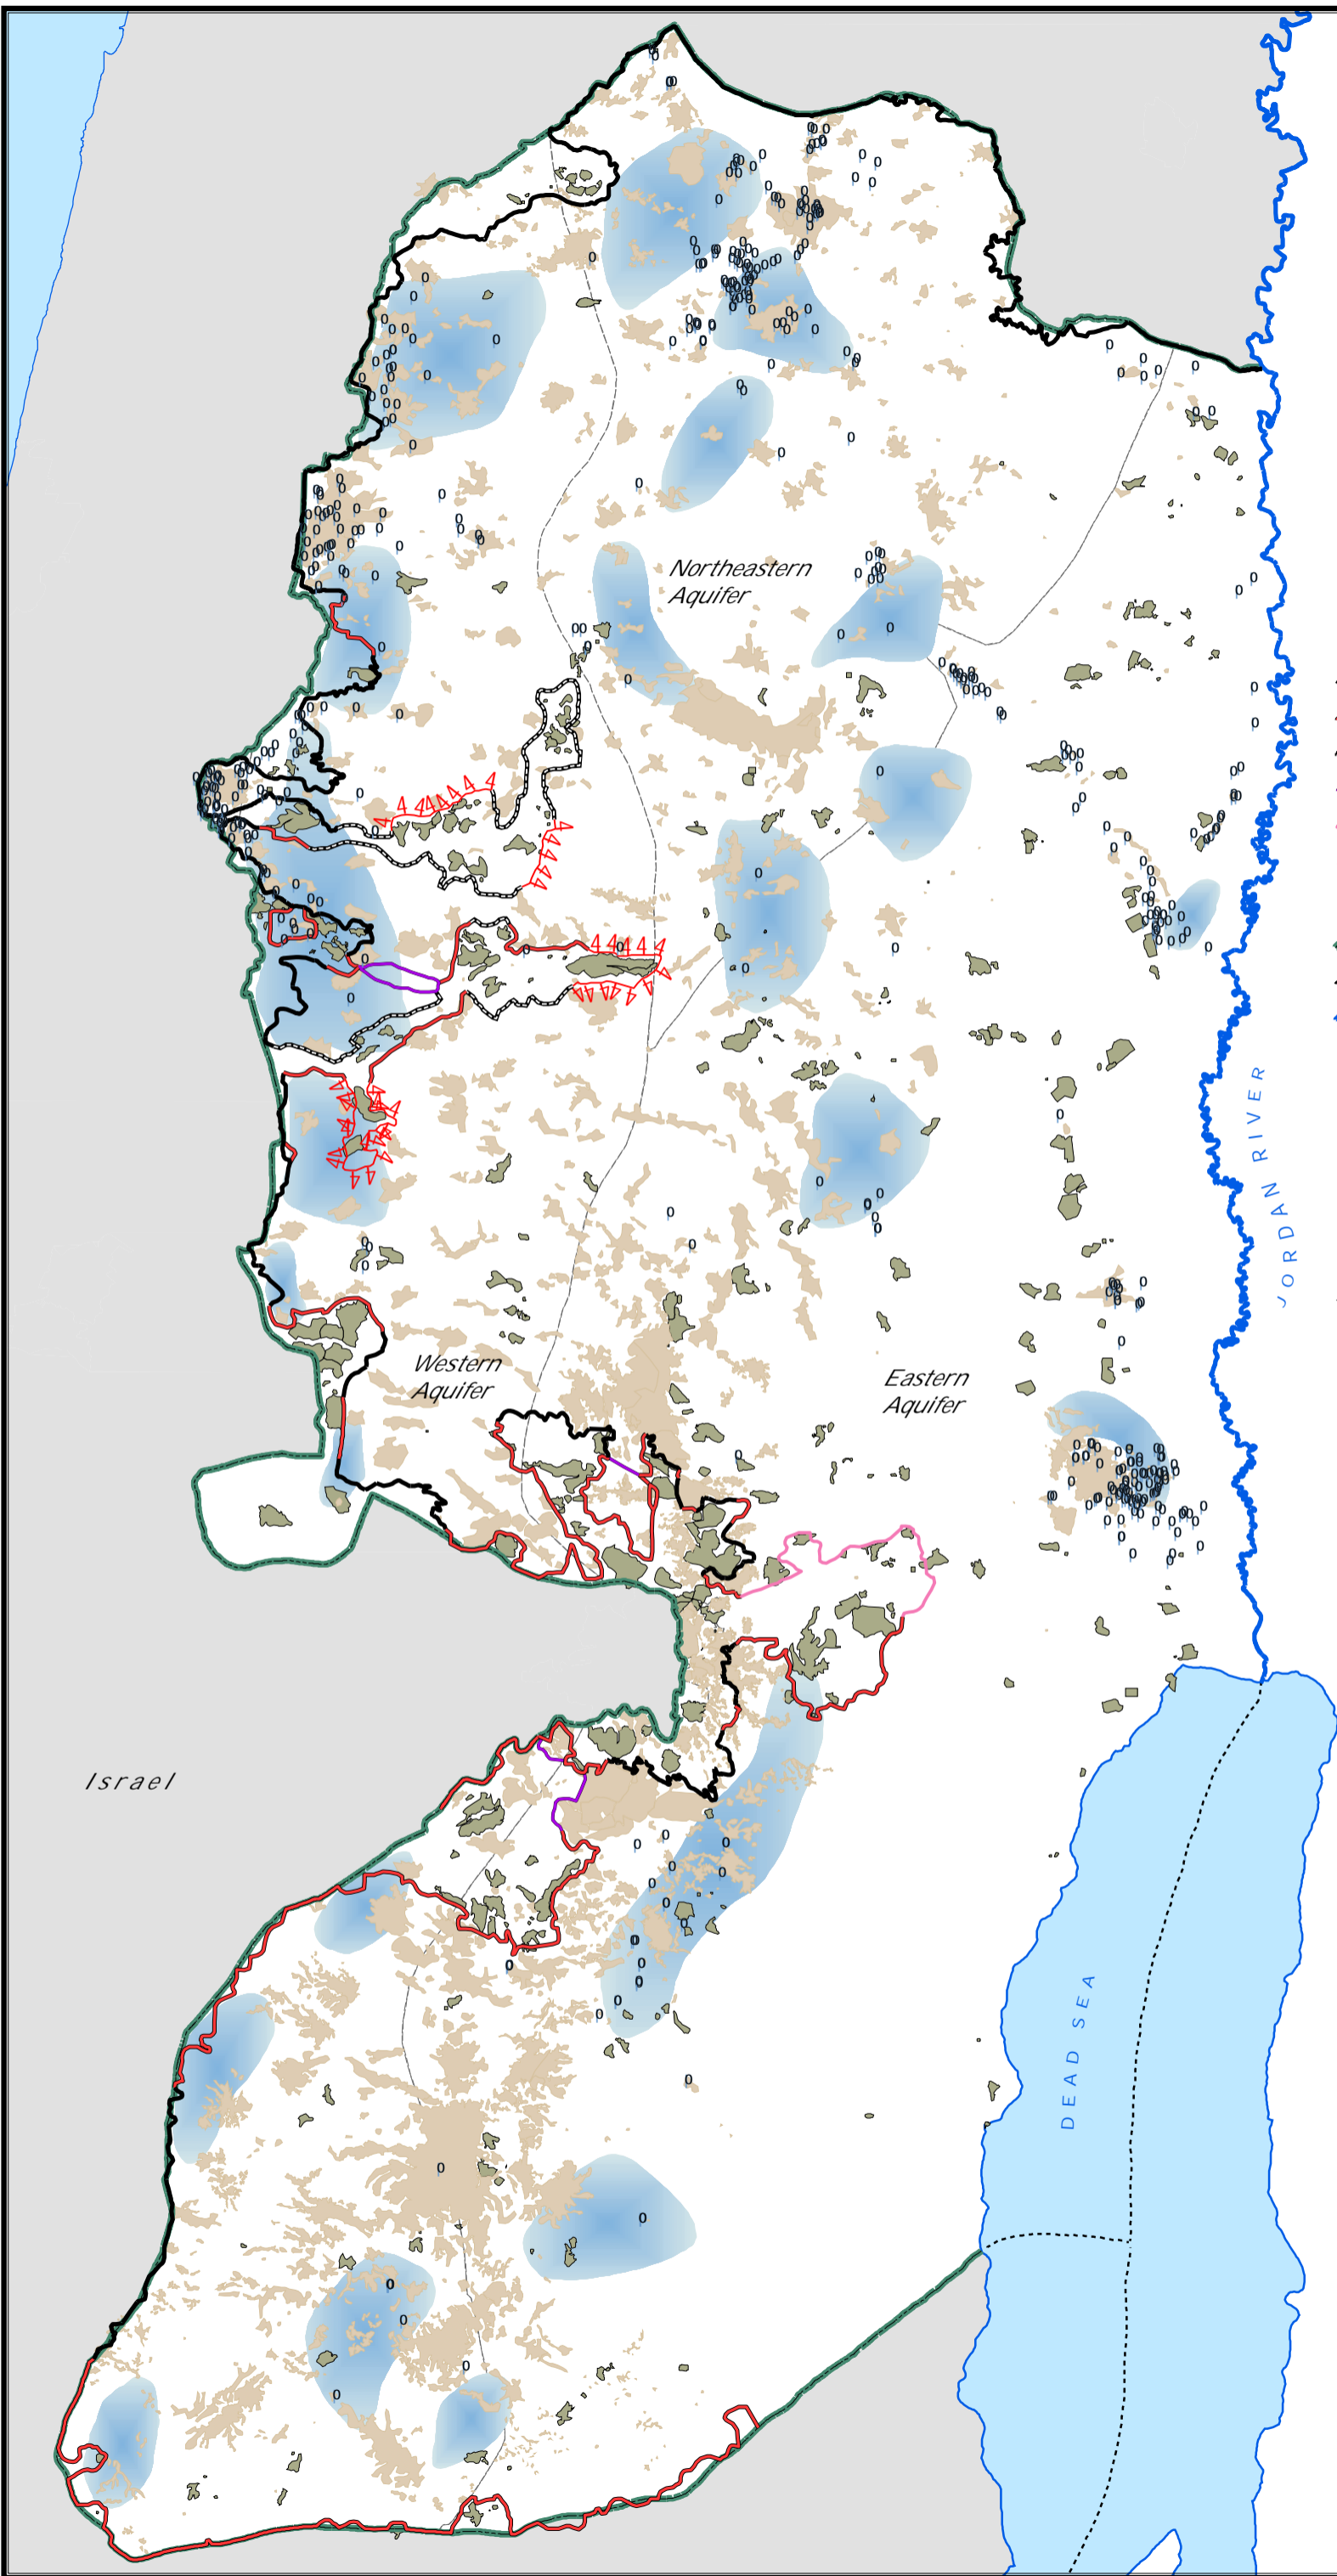 Northeastern
Aquifer
JORDAN RIVER
Western
Aquifer
Eastern
Aquifer
Israel
DEAD SEA